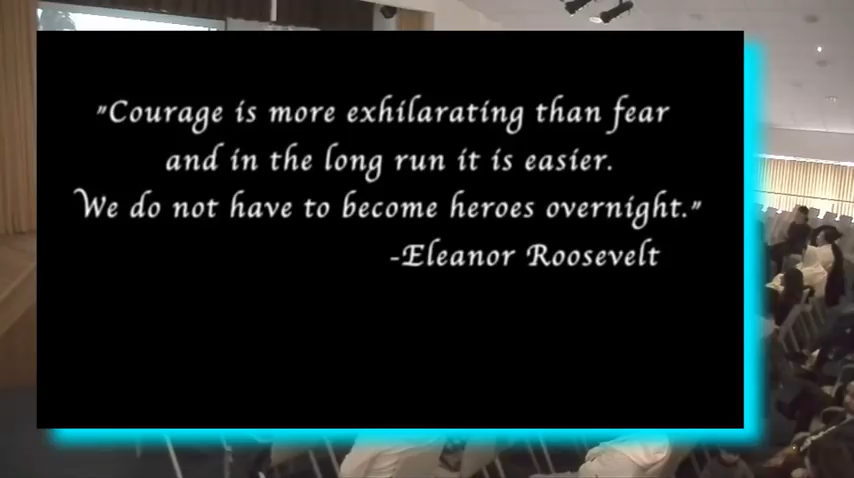 "Courage is more exhilarating than fear
and in the long run it is easier.
We do not have to become heroes overnight."
-Eleanor Roosevelt